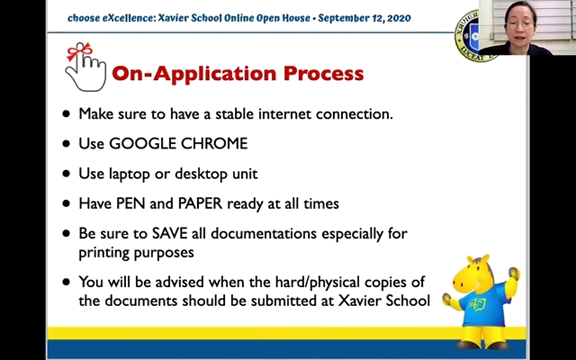 choose eXcellence: Xavier School Online Open House • September 12, 2020
On-Application Process
• Make sure to have a stable internet connection.
• Use GOOGLE CHROME
• Use laptop or desktop unit
• Have PEN and PAPER ready at all times
• Be sure to SAVE all documentations especially for
printing purposes
• You will be advised when the hard/physical copies of
the documents should be submitted at Xavier School